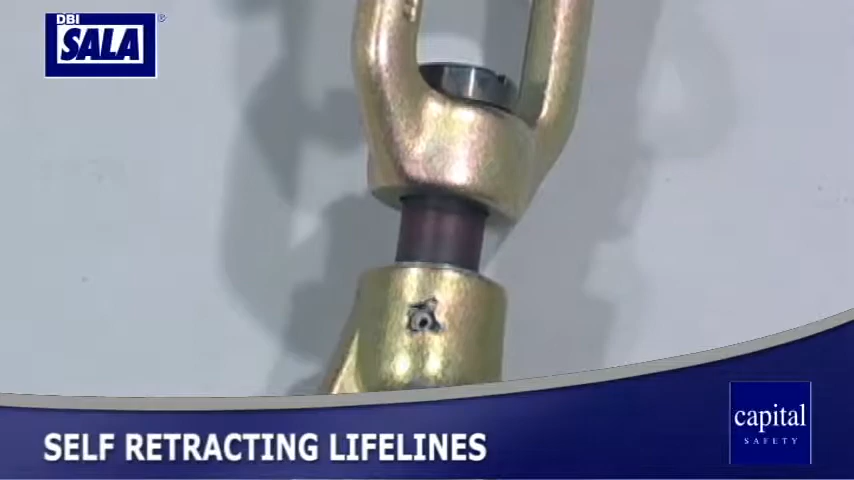 DBI
SALA
®
SELF RETRACTING LIFELINES
capital
SAFETY